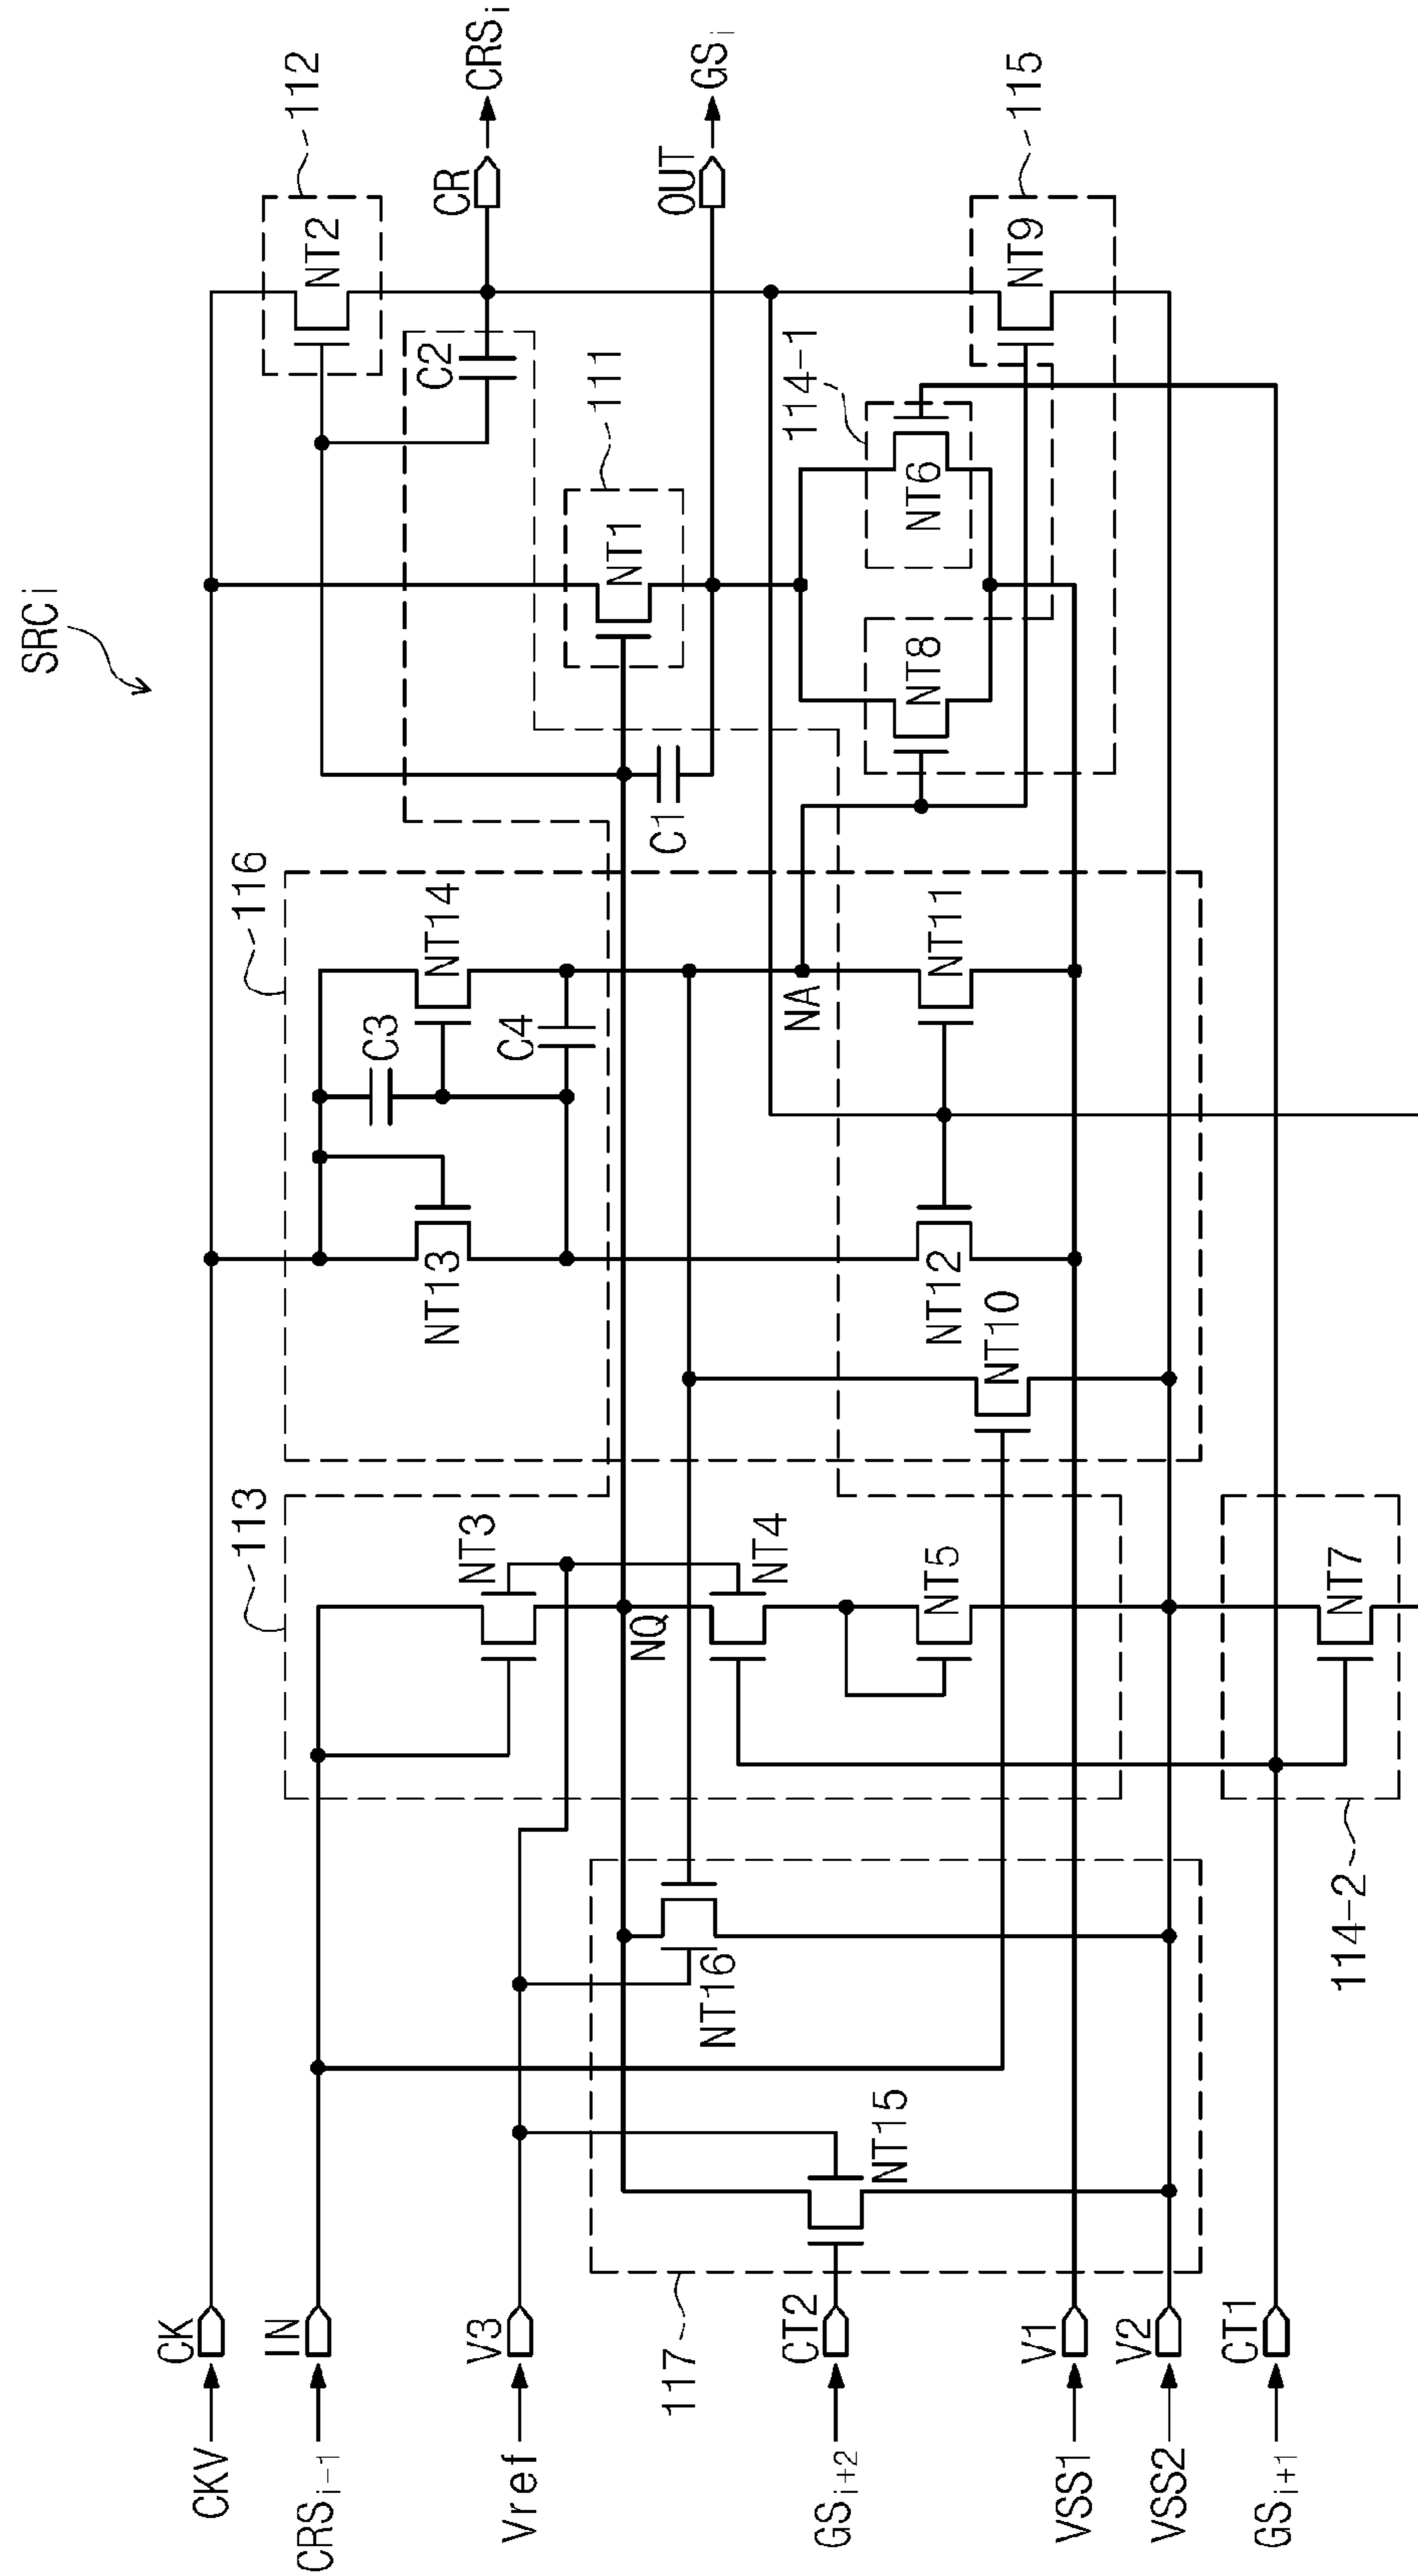 SRCi
112
NT2
CR
CRSi
C2
111
NT1
OUT
GSi
114-1
NT6
115
NT9
NT8
C1
116
NT14
C3
C4
NA
NT11
NT13
NT12
NT10
113
NT3
NQ
NT4
NT5
NT7
114-2
NT16
NT15
117
CK
CKV
IN
CRSi-1
V3
Vref
CT2
GSi+2
V1
VSS1
V2
VSS2
CT1
GSi+1